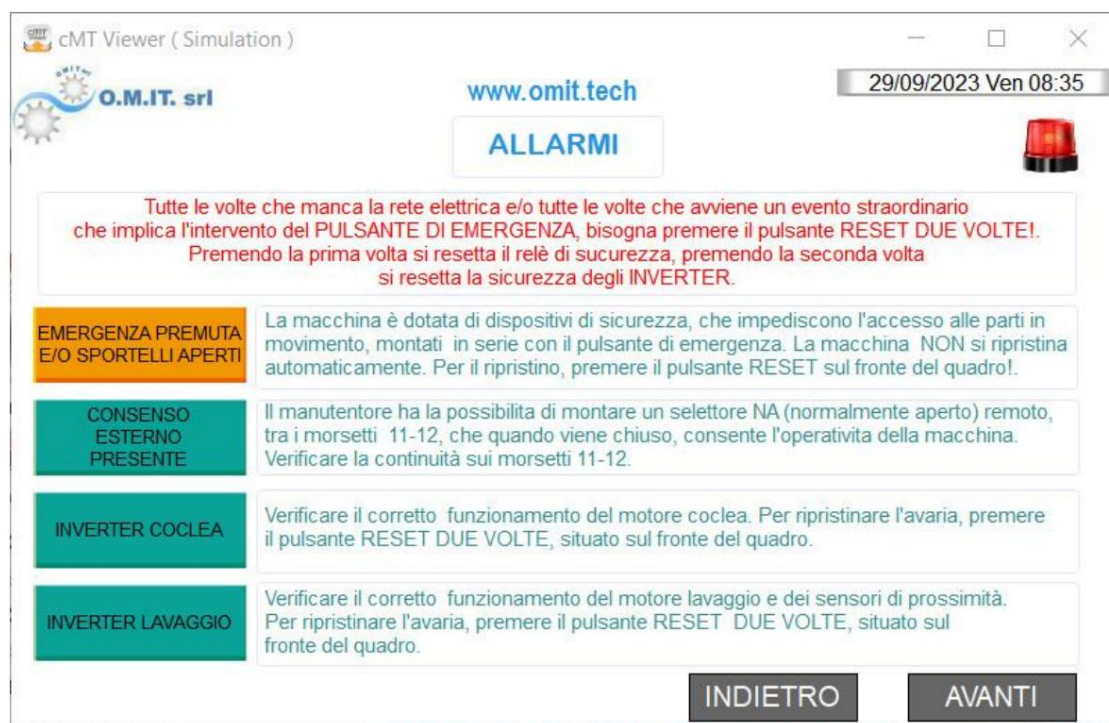 cMT Viewer ( Simulation )
O.M.IT. srl
www.omit.tech
29/09/2023 Ven 08:35
ALLARMI
Tutte le volte che manca la rete elettrica e/o tutte le volte che avviene un evento straordinario
che implica l'intervento del PULSANTE DI EMERGENZA, bisogna premere il pulsante RESET DUE VOLTE!.
Premendo la prima volta si resetta il relè di sucurezza, premendo la seconda volta
si resetta la sicurezza degli INVERTER.
EMERGENZA PREMUTA
E/O SPORTELLI APERTI
La macchina è dotata di dispositivi di sicurezza, che impediscono l'accesso alle parti in
movimento, montati in serie con il pulsante di emergenza. La macchina NON si ripristina
automaticamente. Per il ripristino, premere il pulsante RESET sul fronte del quadro!.
CONSENSO
ESTERNO
PRESENTE
Il manutentore ha la possibilita di montare un selettore NA (normalmente aperto) remoto,
tra i morsetti 11-12, che quando viene chiuso, consente l'operativita della macchina.
Verificare la continuità sui morsetti 11-12.
INVERTER COCLEA
Verificare il corretto funzionamento del motore coclea. Per ripristinare l'avaria, premere
il pulsante RESET DUE VOLTE, situato sul fronte del quadro.
INVERTER LAVAGGIO
Verificare il corretto funzionamento del motore lavaggio e dei sensori di prossimità.
Per ripristinare l'avaria, premere il pulsante RESET DUE VOLTE, situato sul
fronte del quadro.
INDIETRO
AVANTI